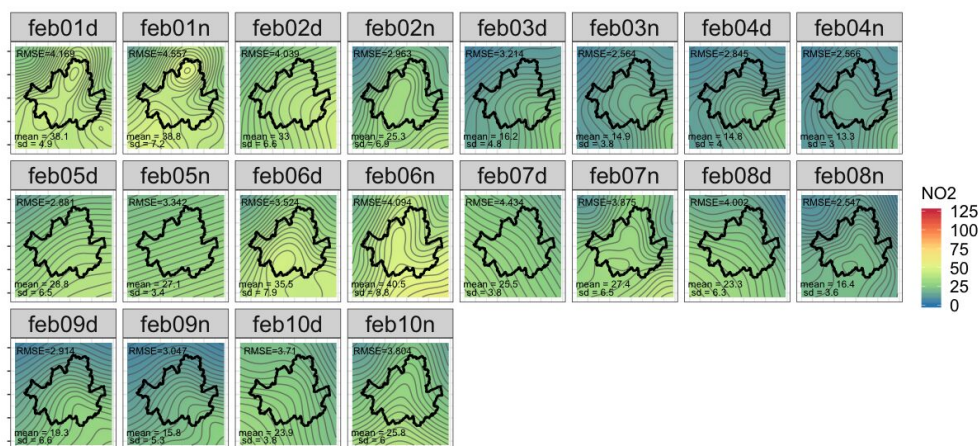 feb01d feb01n feb02d feb02n feb03d feb03n feb04d feb04n
RMSE=4.169 RMSE=4.557 RMSE=4.039 RMSE=2.963 RMSE=3.214 RMSE=2.564 RMSE=2.845 RMSE=2.566
mean = 38.1 mean = 38.8 mean = 33 mean = 25.3 mean = 16.2 mean = 14.9 mean = 14.8 mean = 13.3
sd = 4.9 sd = 7.2 sd = 6.6 sd = 6.9 sd = 4.8 sd = 3.8 sd = 4 sd = 3
feb05d feb05n feb06d feb06n feb07d feb07n feb08d feb08n
RMSE=2.881 RMSE=3.342 RMSE=3.524 RMSE=4.094 RMSE=4.434 RMSE=3.875 RMSE=4.002 RMSE=2.547
mean = 28.8 mean = 27.1 mean = 35.5 mean = 40.5 mean = 25.5 mean = 27.4 mean = 23.3 mean = 16.4
sd = 6.5 sd = 3.4 sd = 7.9 sd = 8.8 sd = 3.8 sd = 6.5 sd = 6.3 sd = 3.6
NO2
125
100
75
50
25
0
feb09d feb09n feb10d feb10n
RMSE=2.914 RMSE=3.047 RMSE=3.71 RMSE=3.804
mean = 19.3 mean = 15.8 mean = 23.9 mean = 25.8
sd = 6.6 sd = 5.3 sd = 3.8 sd = 6